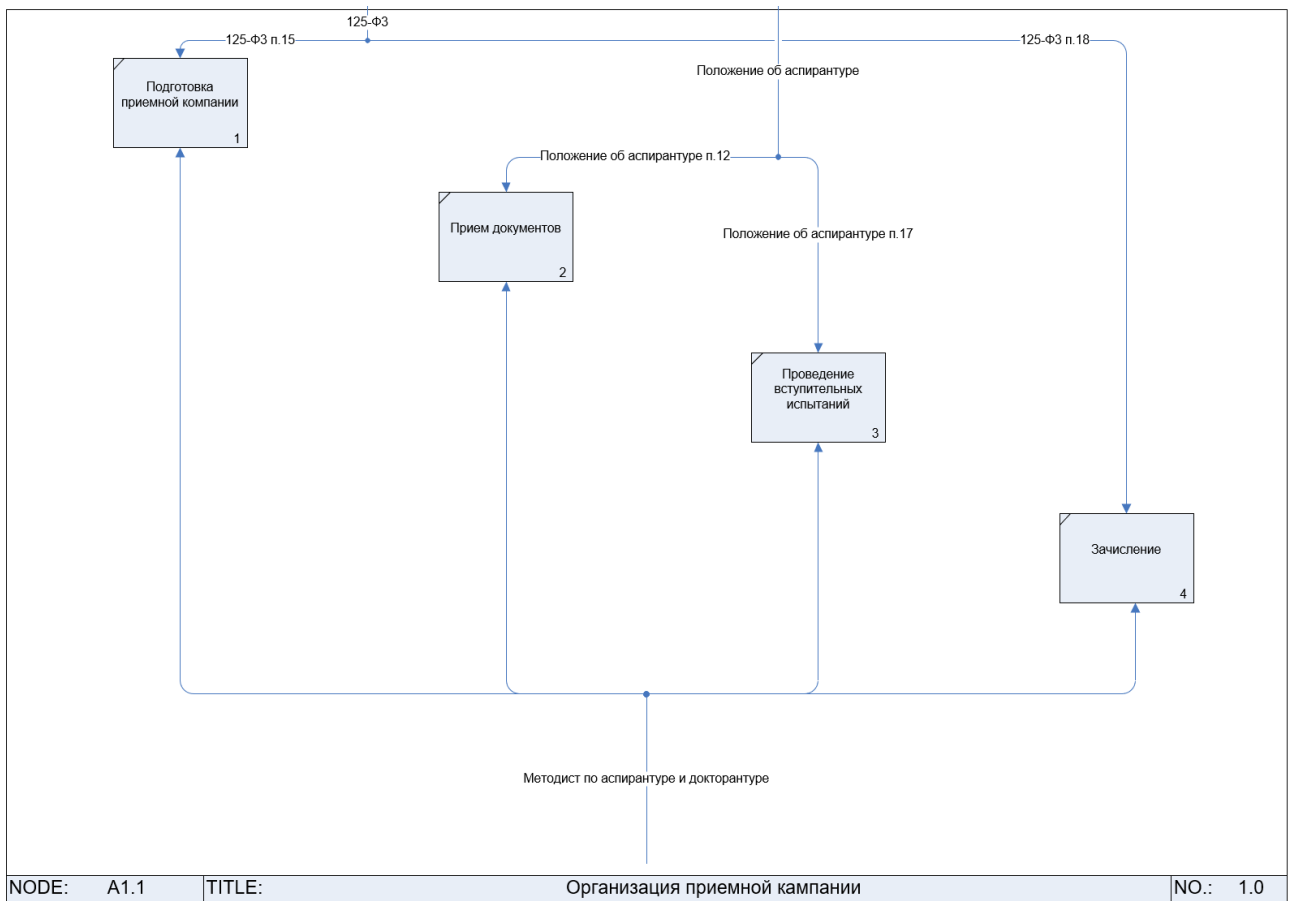 125-ФЗ
125-ФЗ п.15
125-ФЗ п.18
Положение об аспирантуре
Подготовка
приемной компании
1
Положение об аспирантуре п.12
Прием документов
2
Положение об аспирантуре п.17
Проведение
вступительных
испытаний
3
Зачисление
4
Методист по аспирантуре и докторантуре
NODE: A1.1 TITLE: Организация приемной кампании NO.: 1.0